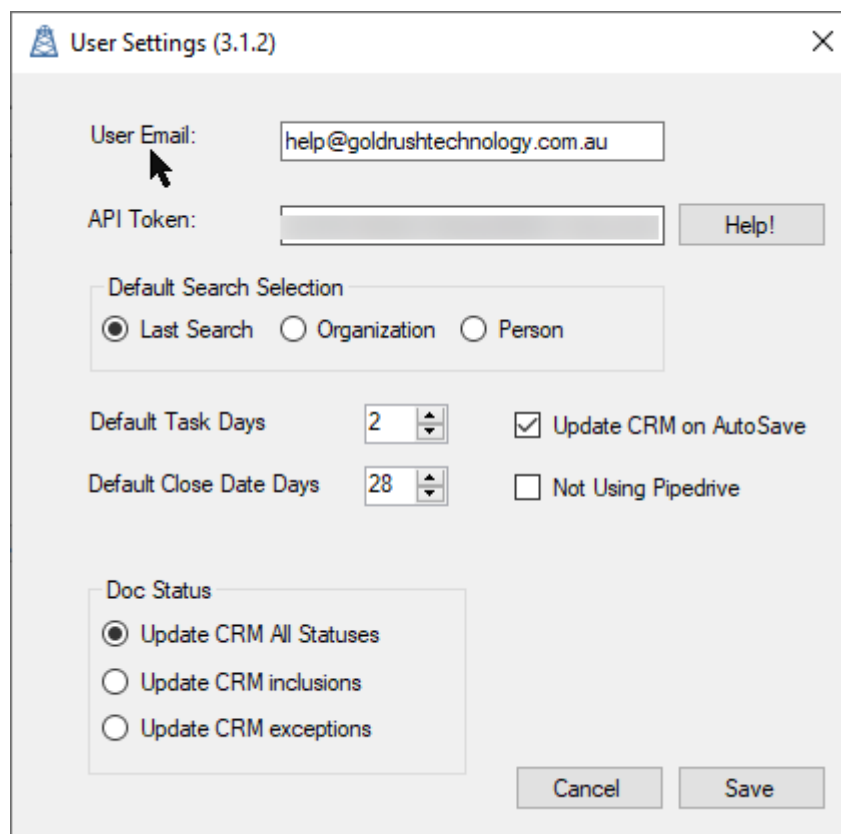 User Settings (3.1.2)
User Email: help@goldrushtechnology.com.au
API Token: Help!
Default Search Selection
Last Search Organization Person
Default Task Days 2 Update CRM on AutoSave
Default Close Date Days 28 Not Using Pipedrive
Doc Status
Update CRM All Statuses
Update CRM inclusions
Update CRM exceptions
Cancel Save